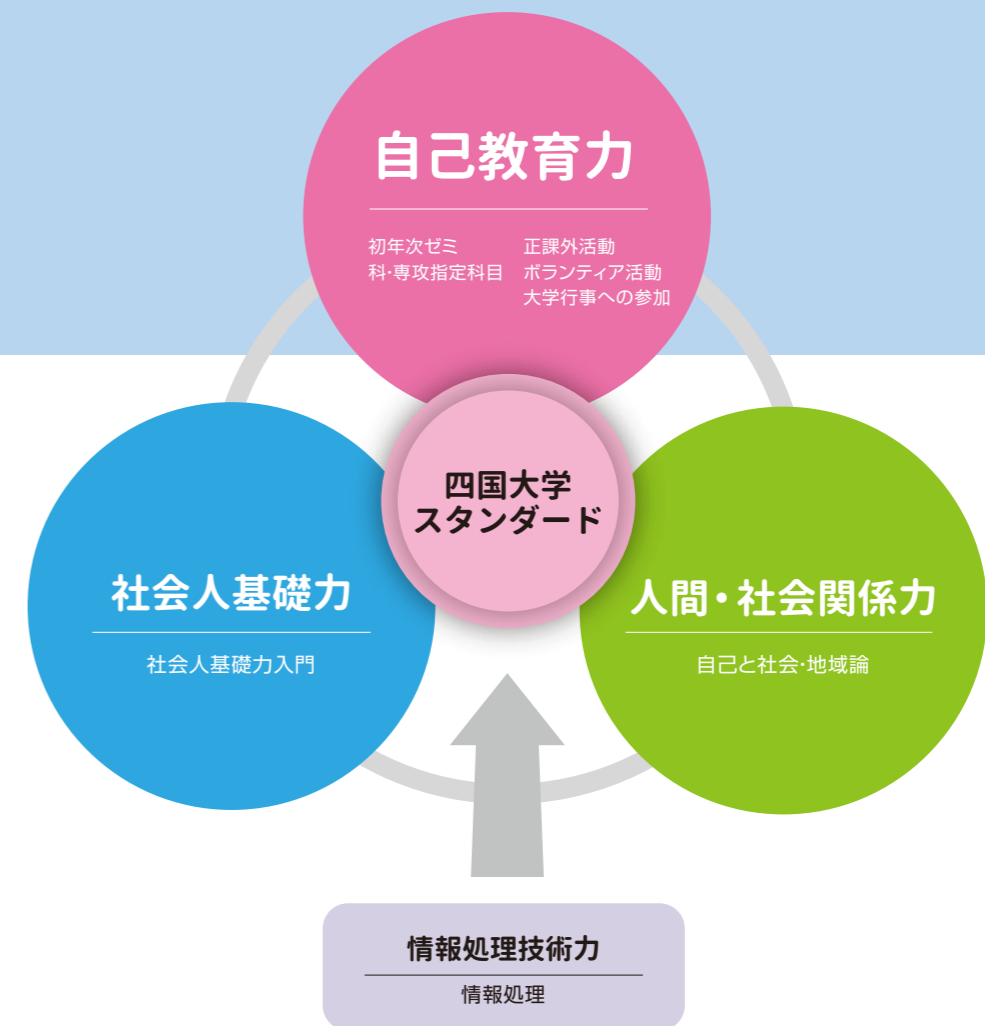 自己教育力
初年次ゼミ
科・専攻指定科目
正課外活動
ボランティア活動
大学行事への参加
四国大学
スタンダード
社会人基礎力
社会人基礎力入門
人間・社会関係力
自己と社会・地域論
情報処理技術力
情報処理